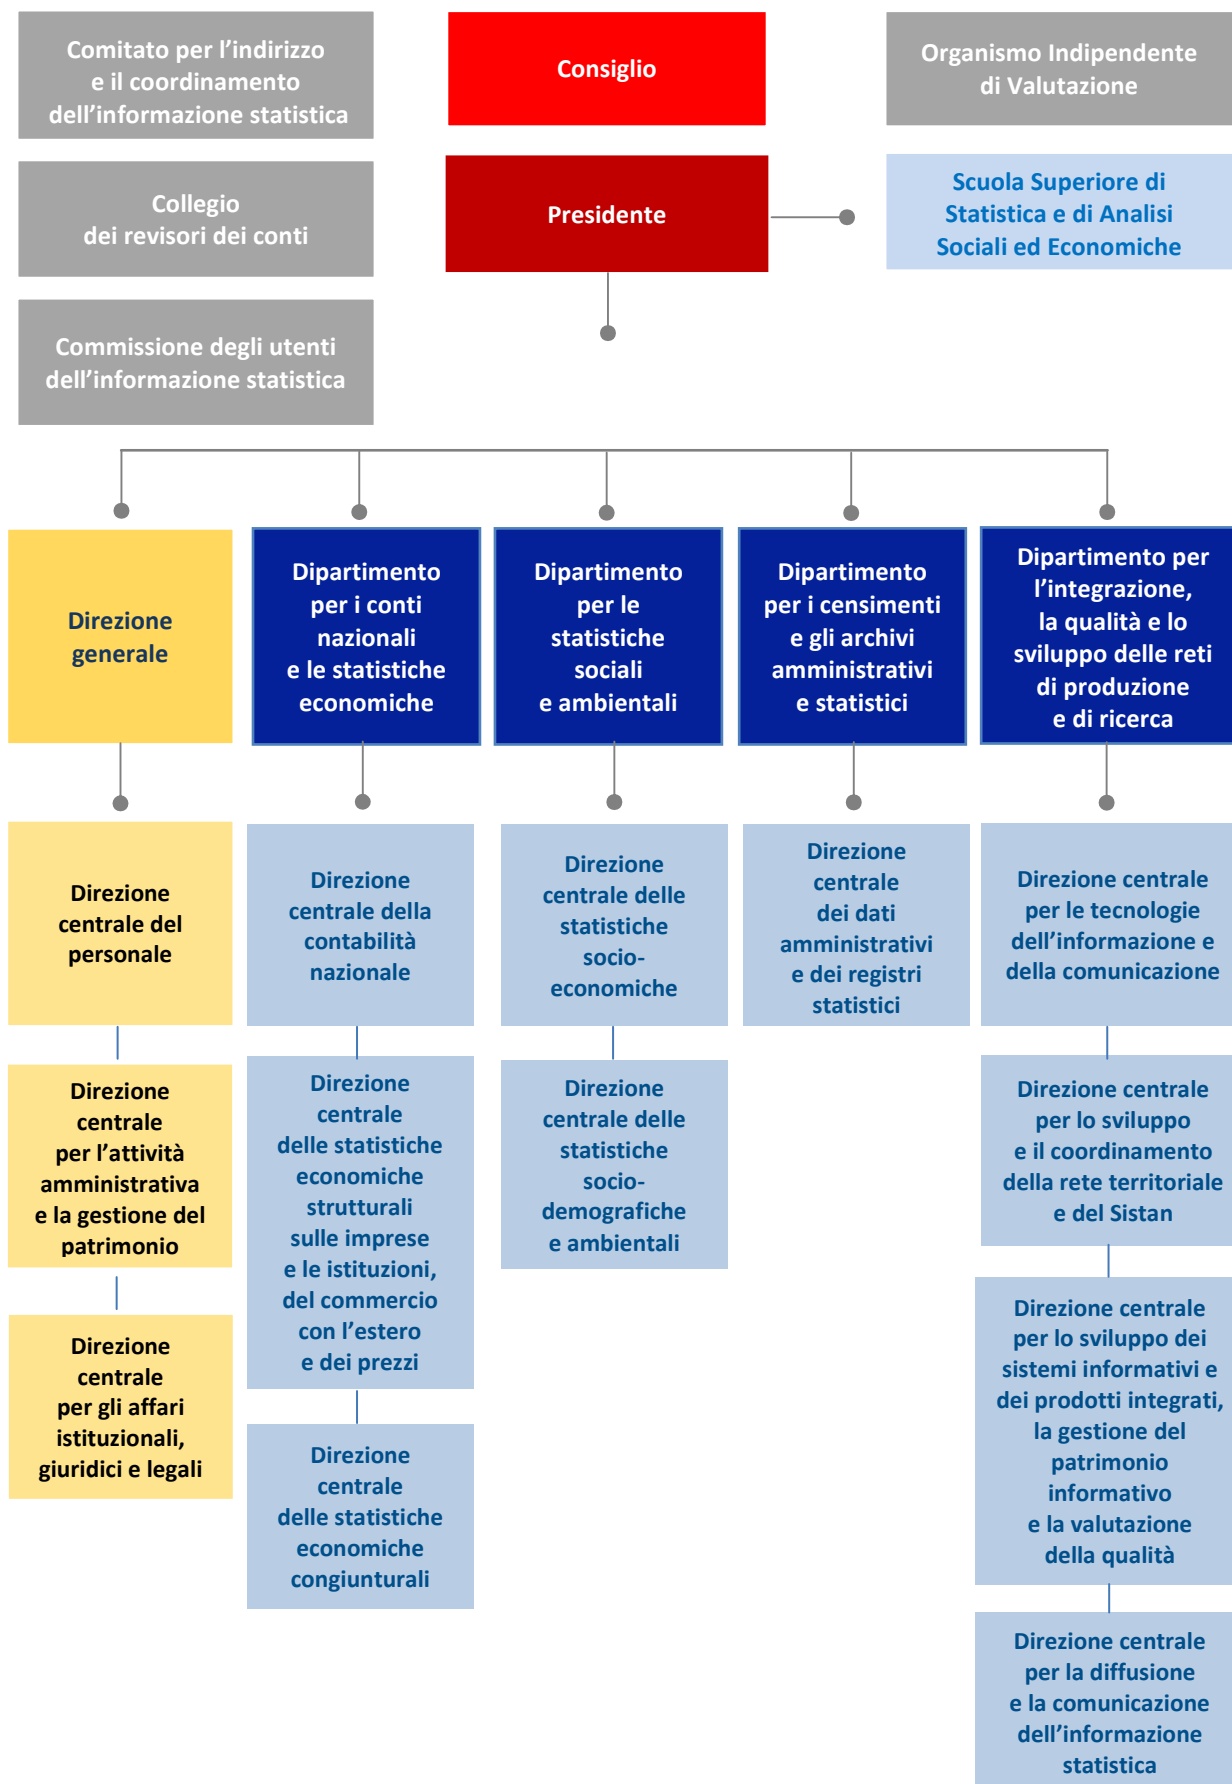 Comitato per l'indirizzo
e il coordinamento
dell'informazione statistica
Consiglio
Organismo Indipendente
di Valutazione
Collegio
dei revisori dei conti
Presidente
Scuola Superiore di
Statistica e di Analisi
Sociali ed Economiche
Commissione degli utenti
dell'informazione statistica
Direzione
generale
Dipartimento
per i conti
nazionali
e le statistiche
economiche
Dipartimento
per le
statistiche
sociali
e ambientali
Dipartimento
per i censimenti
e gli archivi
amministrativi
e statistici
Dipartimento per
l'integrazione,
la qualità e lo
sviluppo delle reti
di produzione
e di ricerca
Direzione
centrale del
personale
Direzione
centrale della
contabilità
nazionale
Direzione
centrale delle
statistiche
socio-
economiche
Direzione
centrale
dei dati
amministrativi
e dei registri
statistici
Direzione centrale
per le tecnologie
dell'informazione e
della comunicazione
Direzione
centrale
per l'attività
amministrativa
e la gestione del
patrimonio
Direzione
centrale
delle statistiche
economiche
strutturali
sulle imprese
e le istituzioni,
del commercio
con l'estero
e dei prezzi
Direzione
centrale delle
statistiche
socio-
demografiche
e ambientali
Direzione centrale
per lo sviluppo
e il coordinamento
della rete territoriale
e del Sistan
Direzione
centrale
per gli affari
istituzionali,
giuridici e legali
Direzione
centrale
delle statistiche
economiche
congiunturali
Direzione centrale
per lo sviluppo dei
sistemi informativi e
dei prodotti integrati,
la gestione del
patrimonio
informativo
e la valutazione
della qualità
Direzione centrale
per la diffusione
e la comunicazione
dell'informazione
statistica